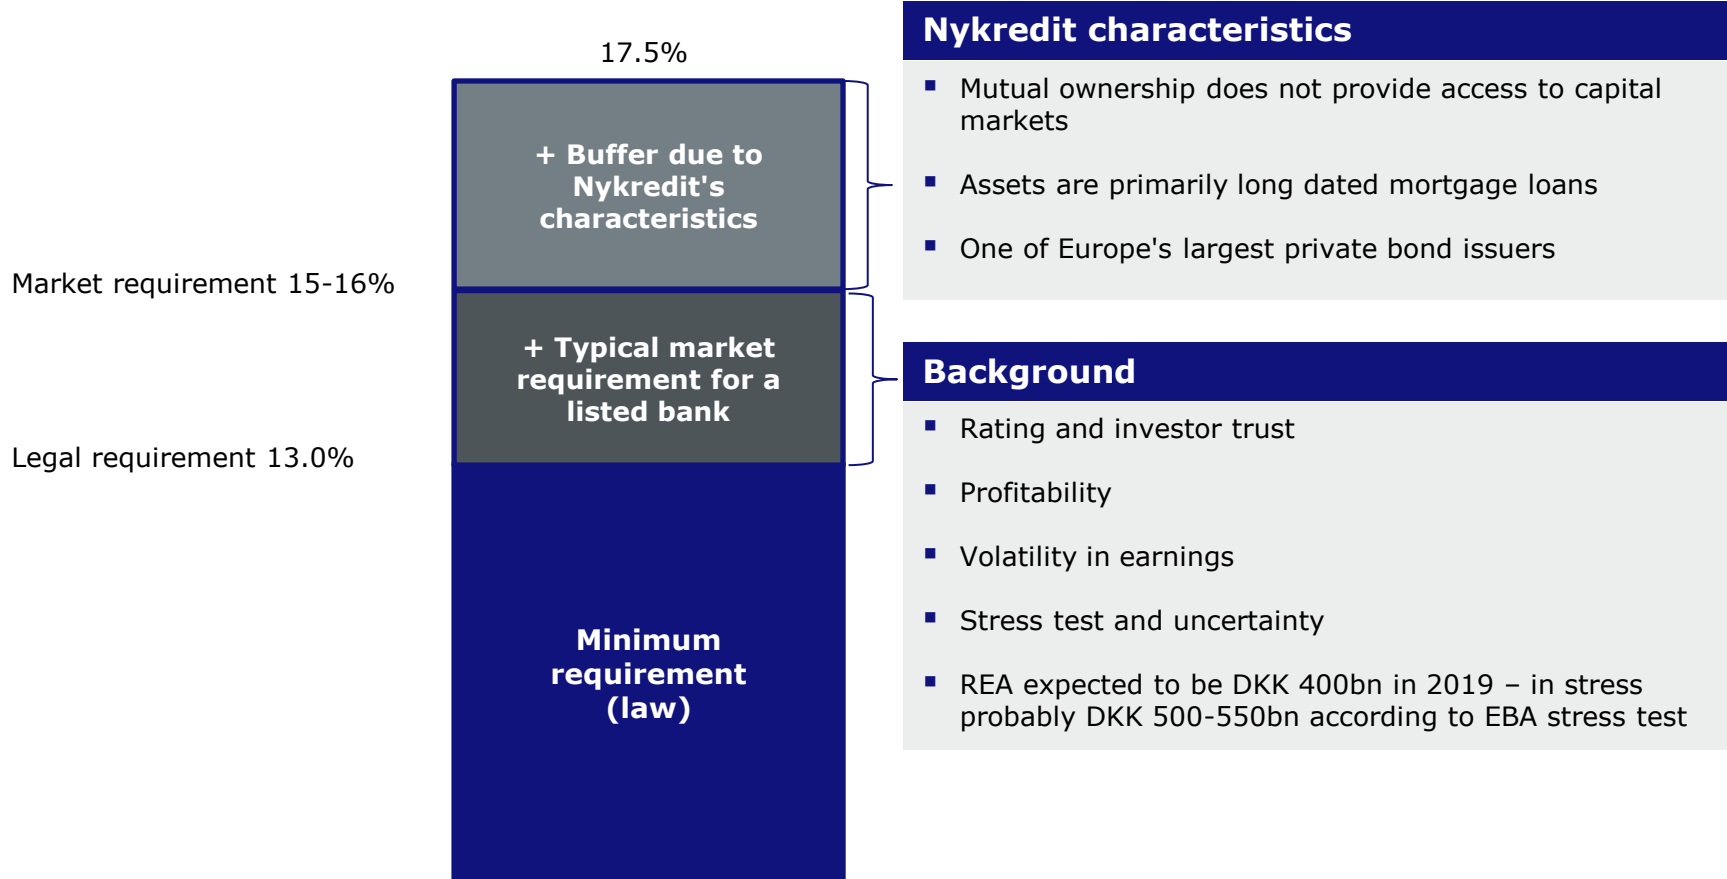 17.5%
+ Buffer due to
Nykredit's
characteristics
Market requirement 15-16%
+ Typical market
requirement for a
listed bank
Legal requirement 13.0%
Minimum
requirement
(law)
Nykredit characteristics
▪ Mutual ownership does not provide access to capital
markets
▪ Assets are primarily long dated mortgage loans
▪ One of Europe's largest private bond issuers
Background
▪ Rating and investor trust
▪ Profitability
▪ Volatility in earnings
▪ Stress test and uncertainty
▪ REA expected to be DKK 400bn in 2019 – in stress
probably DKK 500-550bn according to EBA stress test